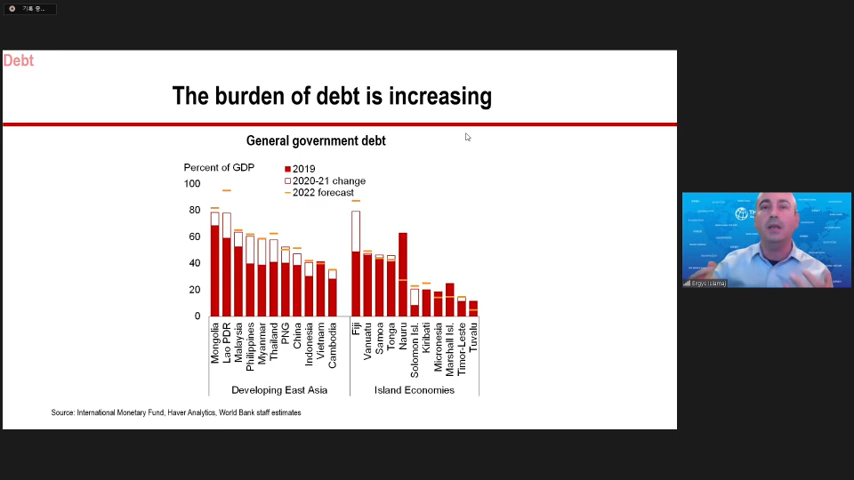 기록 중...
Debt
The burden of debt is increasing
General government debt
Percent of GDP
2019
2020-21 change
2022 forecast
100
80
60
40
20
0
Mongolia
Lao PDR
Malaysia
Philippines
Myanmar
Thailand
PNG
China
Indonesia
Vietnam
Cambodia
Fiji
Vanuatu
Samoa
Tonga
Nauru
Solomon Isl.
Kiribati
Micronesia
Marshall Isl.
Timor-Leste
Tuvalu
Developing East Asia
Island Economies
Source: International Monetary Fund, Haver Analytics, World Bank staff estimates